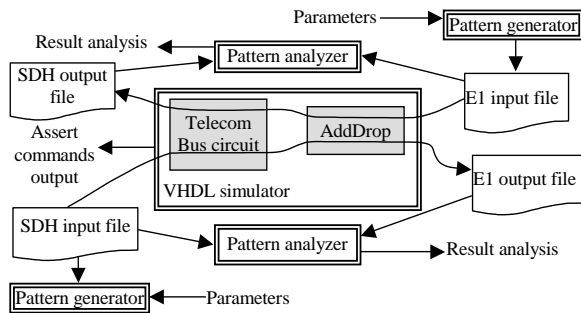 Parameters
Pattern generator
Result analysis
Pattern analyzer
SDH output
file
E1 input file
Telecom
Bus circuit
AddDrop
Assert
commands
output
VHDL simulator
E1 output file
SDH input file
Pattern analyzer
Result analysis
Pattern generator
Parameters